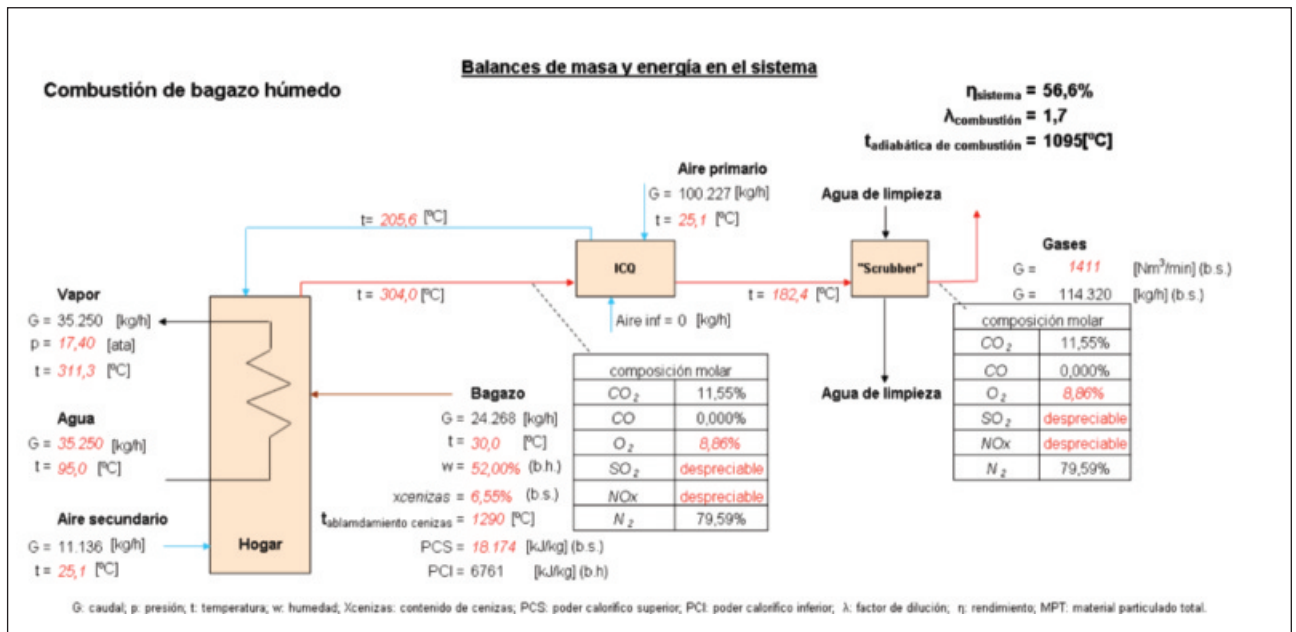 Balances de masa y energía en el sistema
Combustión de bagazo húmedo
ηsistema = 56,6%
λcombustión = 1,7
tadiabática de combustión = 1095[ºC]
Aire primario
G = 100.227 [kg/h]
t = 25,1 [ºC]
Agua de limpieza
t= 205,6 [ºC]
ICQ
"Scrubber"
Gases
G = 1411 [Nm³/min] (b.s.)
G = 114.320 [kg/h] (b.s.)
t = 304,0 [ºC]
t = 182,4 [ºC]
Aire inf = 0 [kg/h]
Vapor
G = 35.250 [kg/h]
p = 17,40 [ata]
t = 311,3 [ºC]
Agua
G = 35.250 [kg/h]
t = 95,0 [ºC]
Aire secundario
G = 11.136 [kg/h]
t = 25,1 [ºC]
Hogar
Bagazo
G = 24.268 [kg/h]
t = 30,0 [ºC]
w = 52,00% (b.h.)
xcenizas = 6,55% (b.s.)
tablamdamiento cenizas = 1290 [ºC]
PCS = 18.174 [kJ/kg] (b.s.)
PCI = 6761 [kJ/kg] (b.h)
composición molar
CO₂ 11,55%
CO 0,000%
O₂ 8,86%
SO₂ despreciable
NOx despreciable
N₂ 79,59%
Agua de limpieza
composición molar
CO₂ 11,55%
CO 0,000%
O₂ 8,86%
SO₂ despreciable
NOx despreciable
N₂ 79,59%
G: caudal; p: presión; t: temperatura; w: humedad; Xcenizas: contenido de cenizas; PCS: poder calorífico superior; PCI: poder calorífico inferior; λ: factor de dilución; η: rendimiento; MPT: material particulado total.